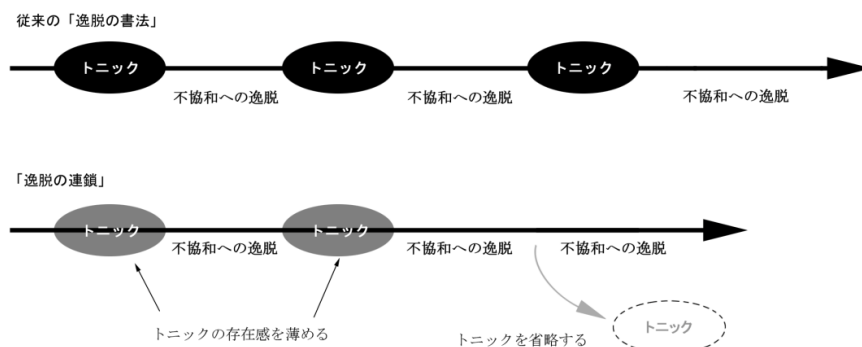 従来の「逸脱の書法」
トニック
トニック
トニック
不協和への逸脱
不協和への逸脱
不協和への逸脱
「逸脱の連鎖」
トニック
トニック
不協和への逸脱
不協和への逸脱
不協和への逸脱
トニックの存在感を薄める
トニックを省略する
トニック